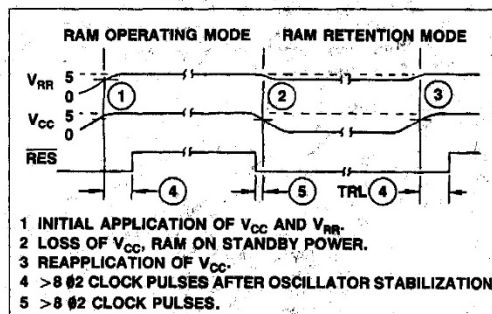 RAM OPERATING MODE RAM RETENTION MODE
VRR 5
0
1 2 3
VCC 5
0
RES
4 5 TRL 4
1 INITIAL APPLICATION OF VCC AND VRR.
2 LOSS OF VCC, RAM ON STANDBY POWER.
3 REAPPLICATION OF VCC.
4 >8 ø2 CLOCK PULSES AFTER OSCILLATOR STABILIZATION
5 >8 ø2 CLOCK PULSES.